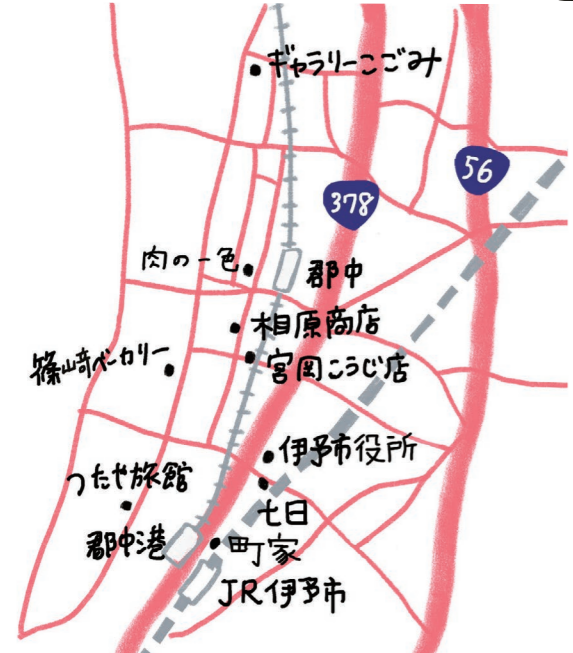 ギャラリーこごみ
56
378
肉の一色
郡中
相原商店
篠崎ベーカリー
宮岡こうじ店
伊予市役所
つたや旅館
七日
郡中港
町家
JR伊予市